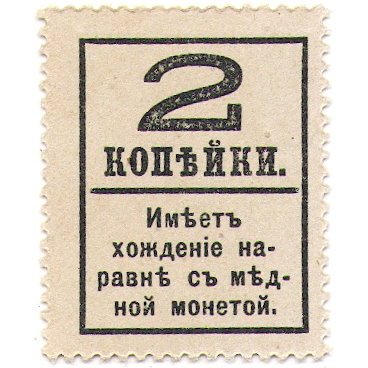 2
КОПѢЙКИ.
Имѣетъ
хожденіе на-
равнѣ съ мѣд-
ной монетой.